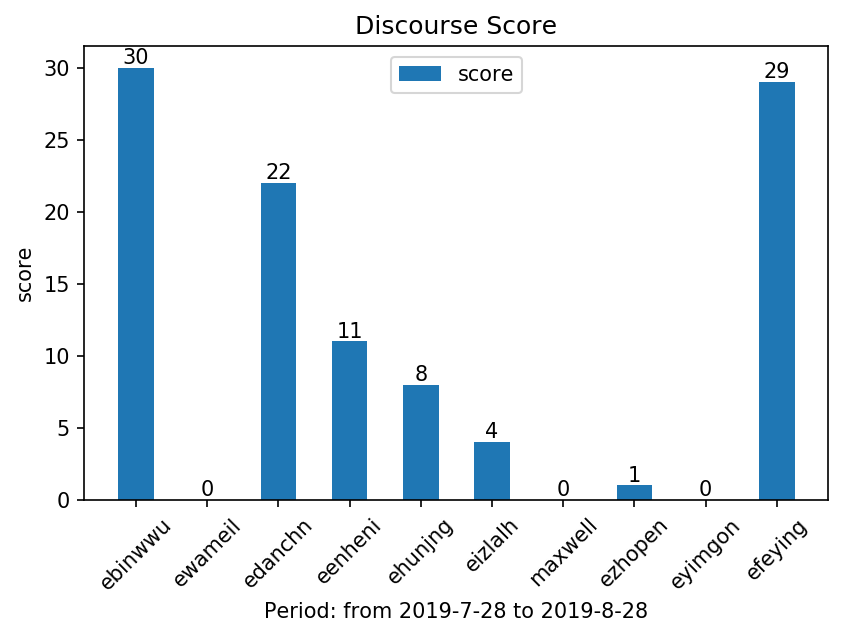 Discourse Score
score
30
0
22
11
8
4
0
1
0
29
30
25
20
15
10
5
0
score
ebinwwu
ewameil
edanchn
eenheni
ehunjng
eizlalh
maxwell
ezhopen
eyimgon
efeying
Period: from 2019-7-28 to 2019-8-28